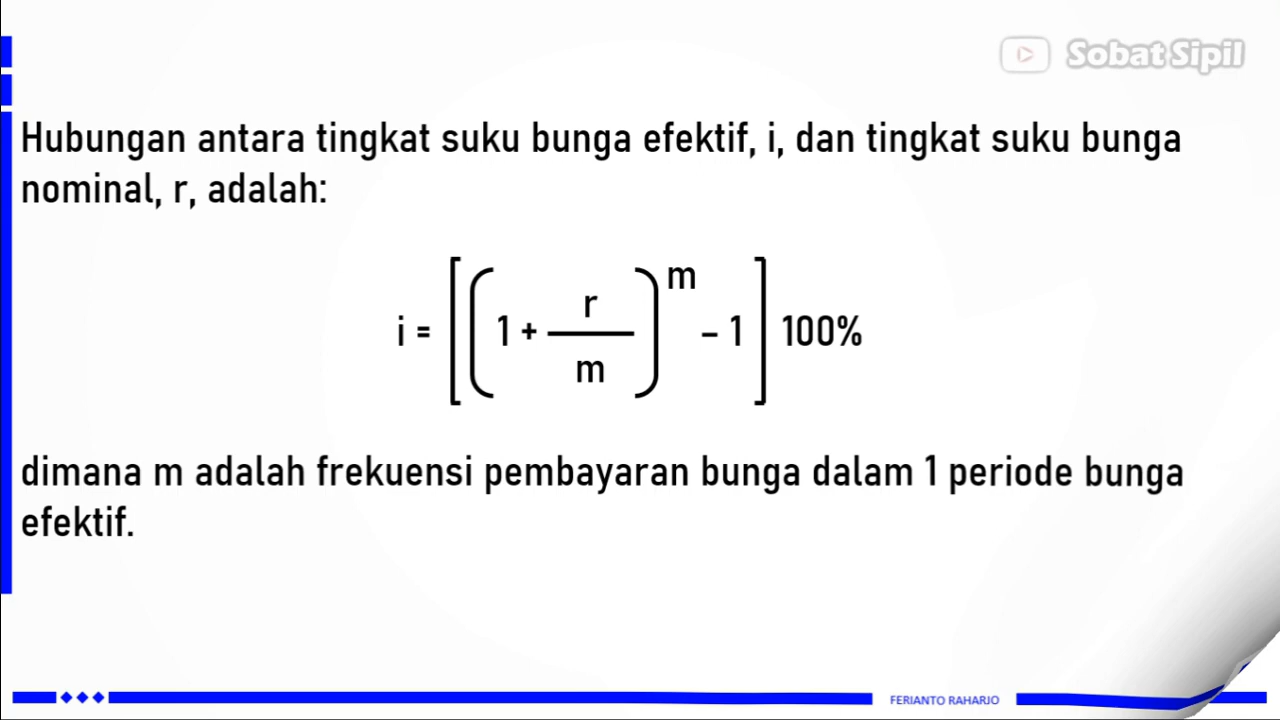 Sobat Sipil
Hubungan antara tingkat suku bunga efektif, i, dan tingkat suku bunga
nominal, r, adalah:
i = [(1 + r/m)^m – 1] 100%
dimana m adalah frekuensi pembayaran bunga dalam 1 periode bunga
efektif.
FERIANTO RAHARJO